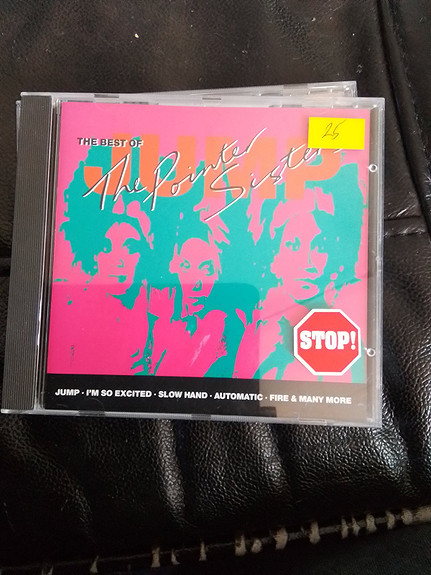 25
THE BEST OF
JUMP
The Pointer Sisters
STOP!
JUMP · I'M SO EXCITED · SLOW HAND · AUTOMATIC · FIRE & MANY MORE